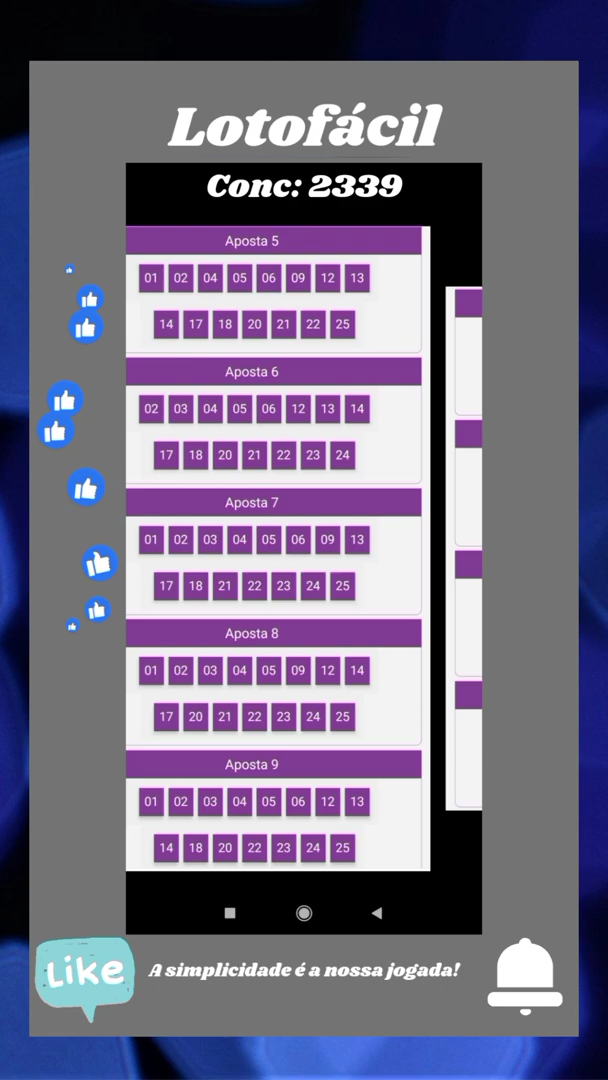 Lotofácil
Conc: 2339
Aposta 5
01 02 04 05 06 09 12 13
14 17 18 20 21 22 25
Aposta 6
02 03 04 05 06 12 13 14
17 18 20 21 22 23 24
Aposta 7
01 02 03 04 05 06 09 13
17 18 21 22 23 24 25
Aposta 8
01 02 03 04 05 09 12 14
17 20 21 22 23 24 25
Aposta 9
01 02 03 04 05 06 12 13
14 18 20 22 23 24 25
Like
A simplicidade é a nossa jogada!